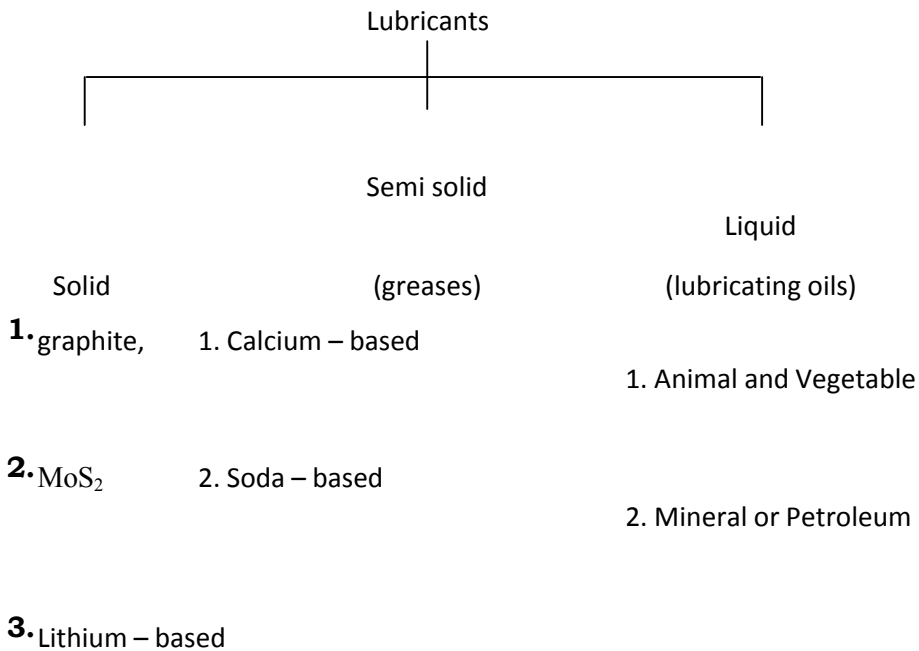 Lubricants
Semi solid
Liquid
Solid (greases) (lubricating oils)
1. graphite, 1. Calcium – based
1. Animal and Vegetable
2. MoS₂ 2. Soda – based
2. Mineral or Petroleum
3. Lithium – based